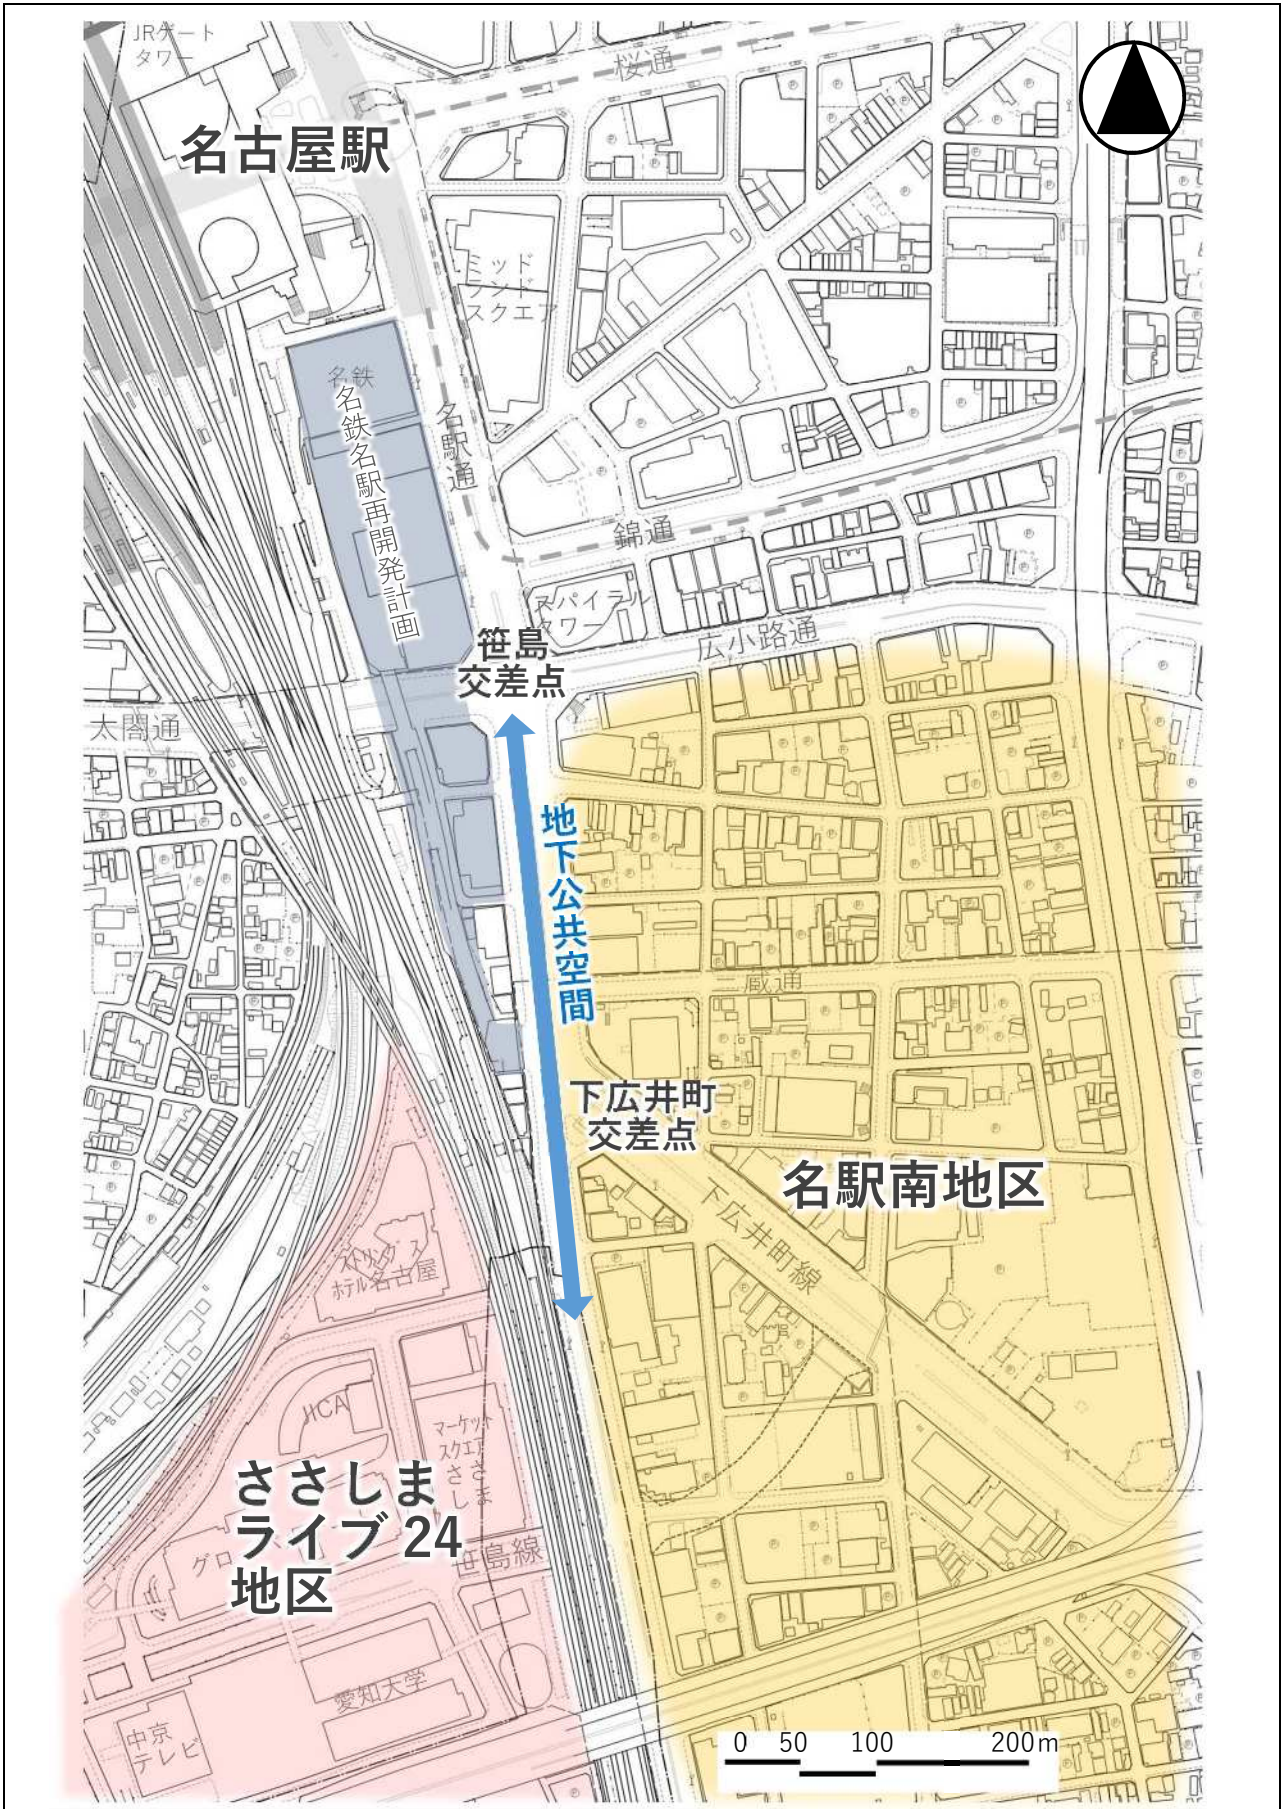 JRゲート
タワー
桜通
名古屋駅
ミッド
ランド
スクエア
名鉄
名鉄名駅再開発計画
名駅通
錦通
スパイラル
タワー
広小路通
笹島
交差点
太閤通
地下公共空間
三蔵通
下広井町
交差点
名駅南地区
下広井町線
ストリングス
ホテル名古屋
JICA
マーケット
スクエア
ささ
しま
ささしま
ライブ 24
地区
グロ
笹島線
愛知大学
中京
テレビ
0 50 100 200m